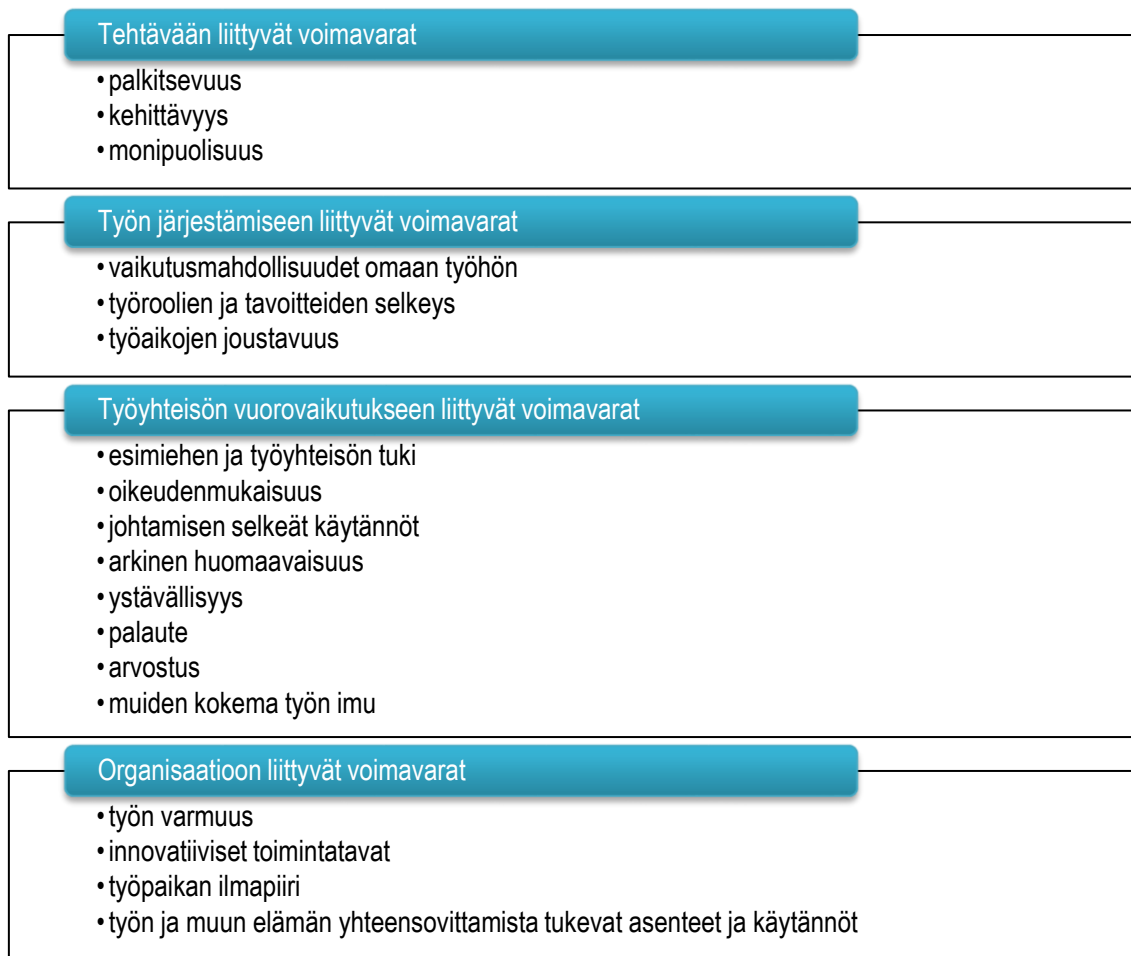 Tehtävään liittyvät voimavarat
• palkitsevuus
• kehittävyys
• monipuolisuus
Työn järjestämiseen liittyvät voimavarat
• vaikutusmahdollisuudet omaan työhön
• työroolien ja tavoitteiden selkeys
• työaikojen joustavuus
Työyhteisön vuorovaikutukseen liittyvät voimavarat
• esimiehen ja työyhteisön tuki
• oikeudenmukaisuus
• johtamisen selkeät käytännöt
• arkinen huomaavaisuus
• ystävällisyys
• palaute
• arvostus
• muiden kokema työn imu
Organisaatioon liittyvät voimavarat
• työn varmuus
• innovatiiviset toimintatavat
• työpaikan ilmapiiri
• työn ja muun elämän yhteensovittamista tukevat asenteet ja käytännöt